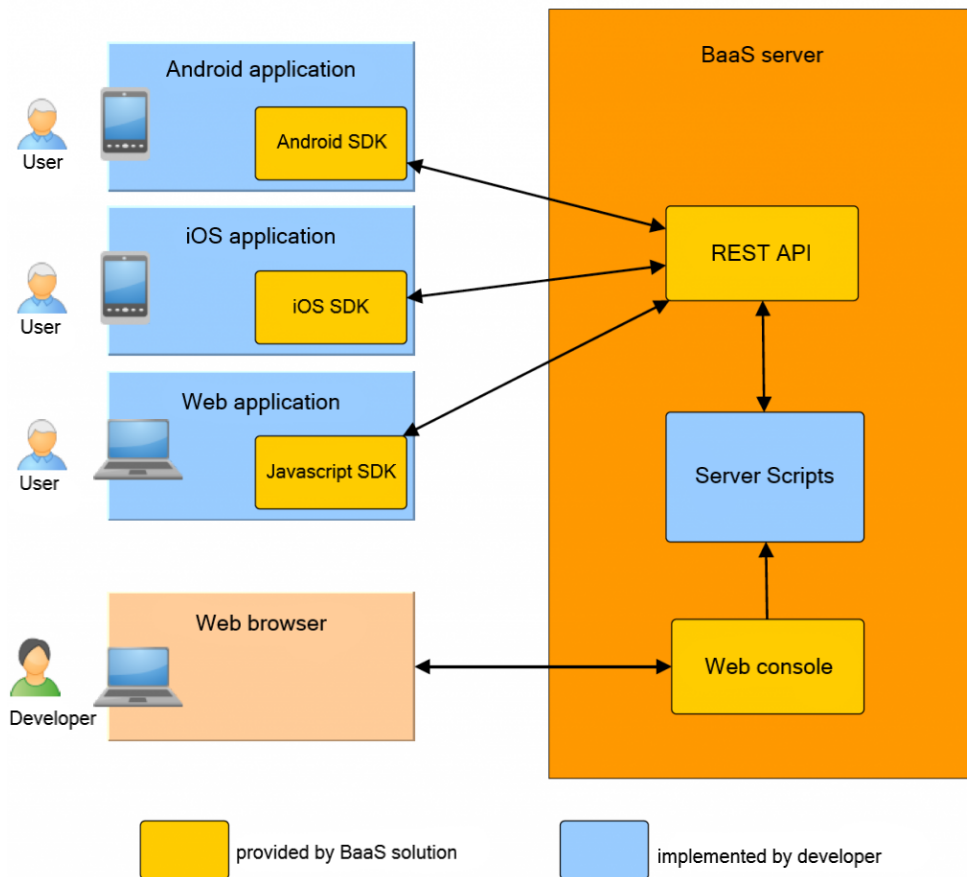 Android application
BaaS server
Android SDK
User
iOS application
REST API
iOS SDK
User
Web application
Javascript SDK
Server Scripts
User
Web browser
Web console
Developer
provided by BaaS solution
implemented by developer